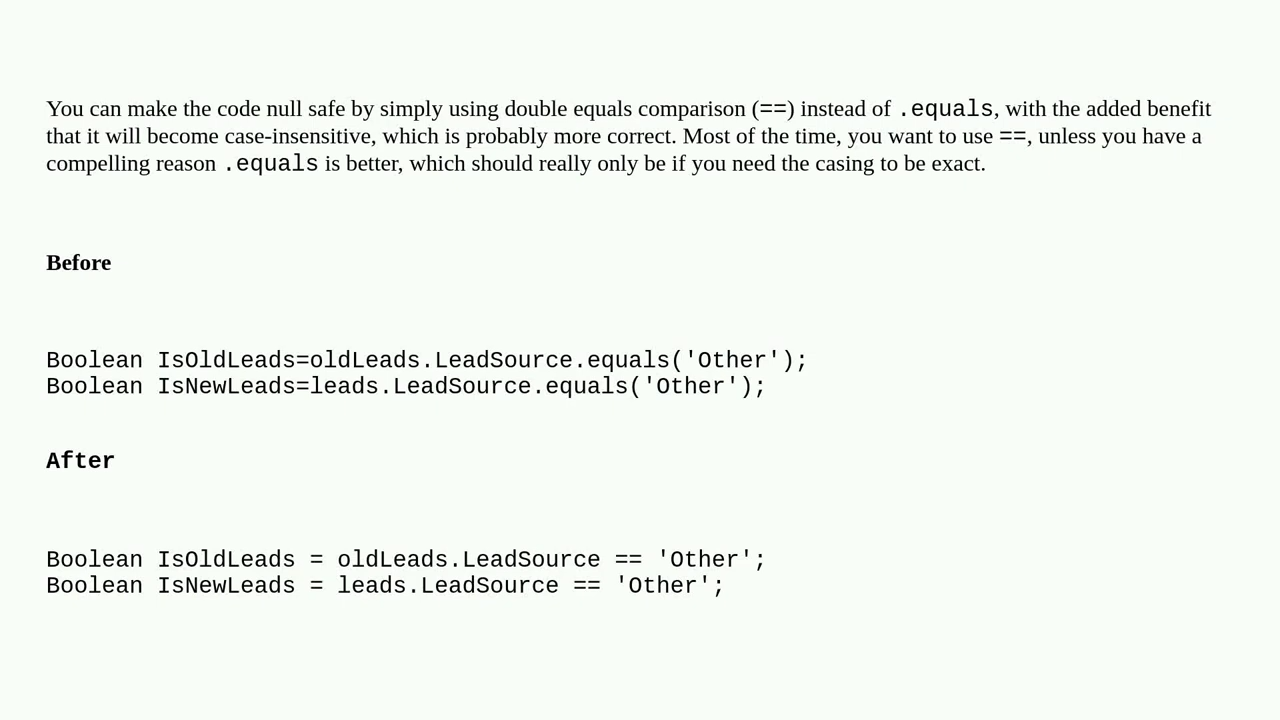 You can make the code null safe by simply using double equals comparison (==) instead of .equals, with the added benefit
that it will become case-insensitive, which is probably more correct. Most of the time, you want to use ==, unless you have a
compelling reason .equals is better, which should really only be if you need the casing to be exact.
Before
Boolean IsOldLeads=oldLeads.LeadSource.equals('Other');
Boolean IsNewLeads=leads.LeadSource.equals('Other');
After
Boolean IsOldLeads = oldLeads.LeadSource == 'Other';
Boolean IsNewLeads = leads.LeadSource == 'Other';